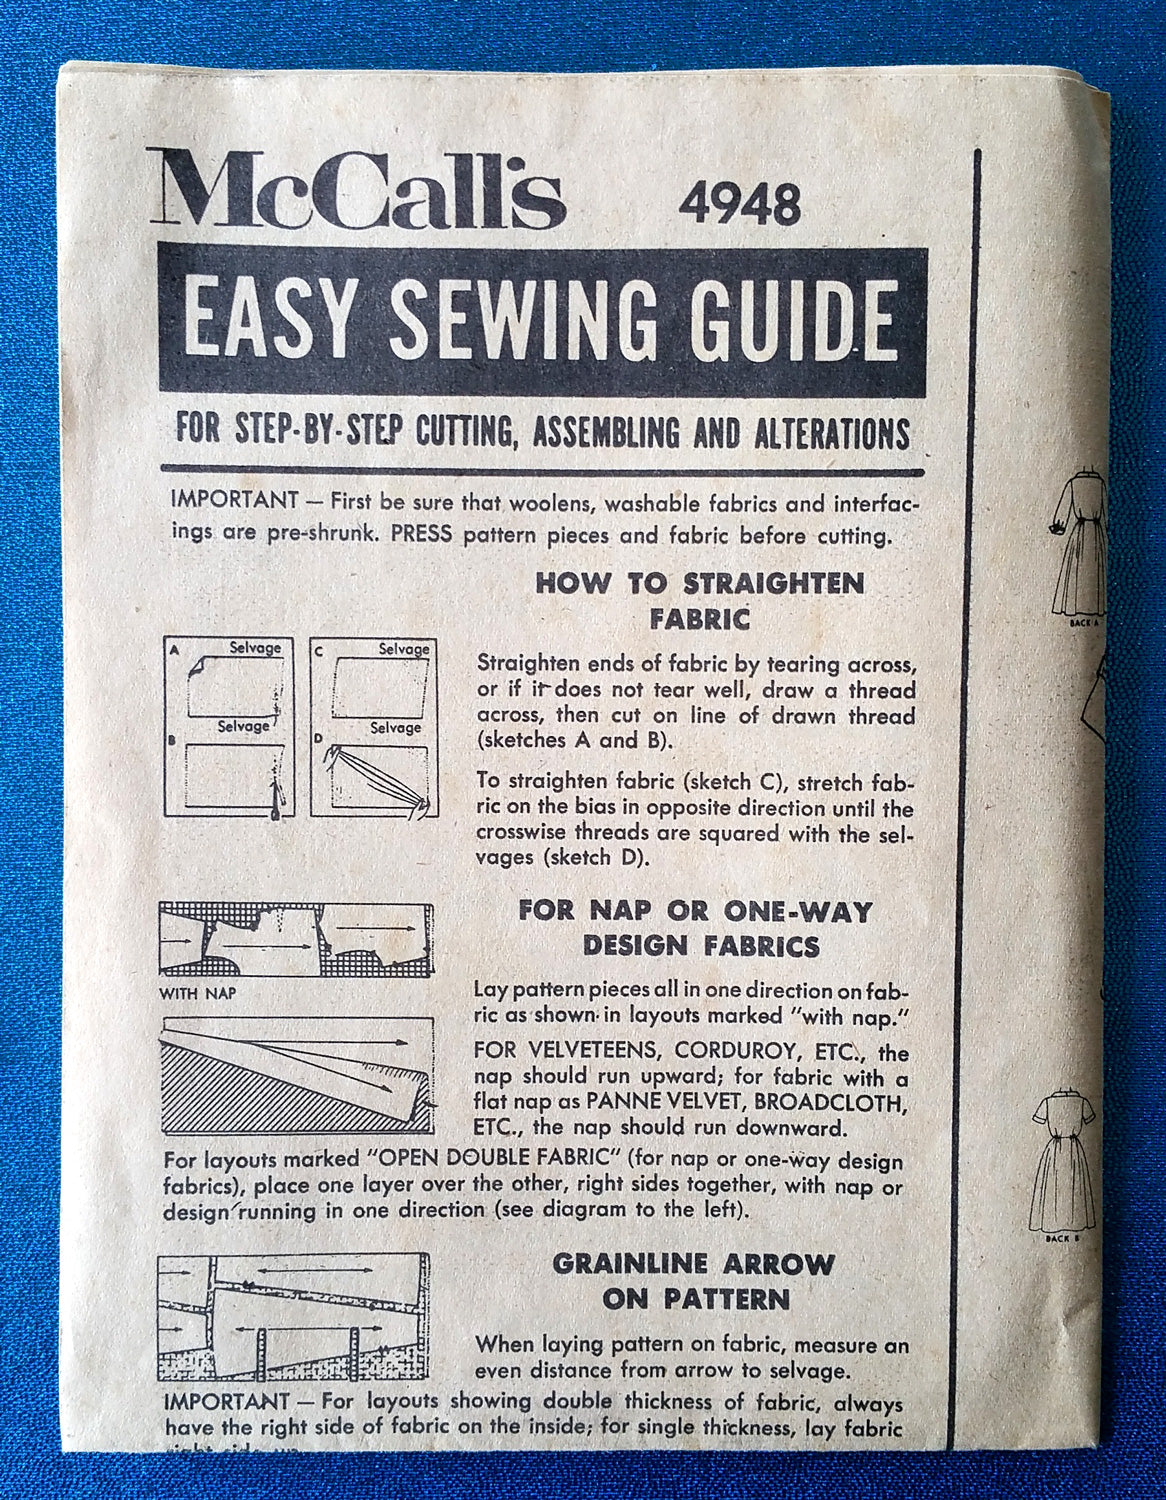 McCall's 4948
EASY SEWING GUIDE
FOR STEP-BY-STEP CUTTING, ASSEMBLING AND ALTERATIONS
IMPORTANT — First be sure that woolens, washable fabrics and interfac-
ings are pre-shrunk. PRESS pattern pieces and fabric before cutting.
HOW TO STRAIGHTEN
FABRIC
A Selvage
Selvage
B
C Selvage
Selvage
D
Straighten ends of fabric by tearing across,
or if it does not tear well, draw a thread
across, then cut on line of drawn thread
(sketches A and B).
To straighten fabric (sketch C), stretch fab-
ric on the bias in opposite direction until the
crosswise threads are squared with the sel-
vages (sketch D).
FOR NAP OR ONE-WAY
DESIGN FABRICS
WITH NAP
Lay pattern pieces all in one direction on fab-
ric as shown in layouts marked "with nap."
FOR VELVETEENS, CORDUROY, ETC., the
nap should run upward; for fabric with a
flat nap as PANNE VELVET, BROADCLOTH,
ETC., the nap should run downward.
For layouts marked "OPEN DOUBLE FABRIC" (for nap or one-way design
fabrics), place one layer over the other, right sides together, with nap or
design running in one direction (see diagram to the left).
GRAINLINE ARROW
ON PATTERN
When laying pattern on fabric, measure an
even distance from arrow to selvage.
IMPORTANT — For layouts showing double thickness of fabric, always
have the right side of fabric on the inside; for single thickness, lay fabric
right side up.
BACK A
BACK B